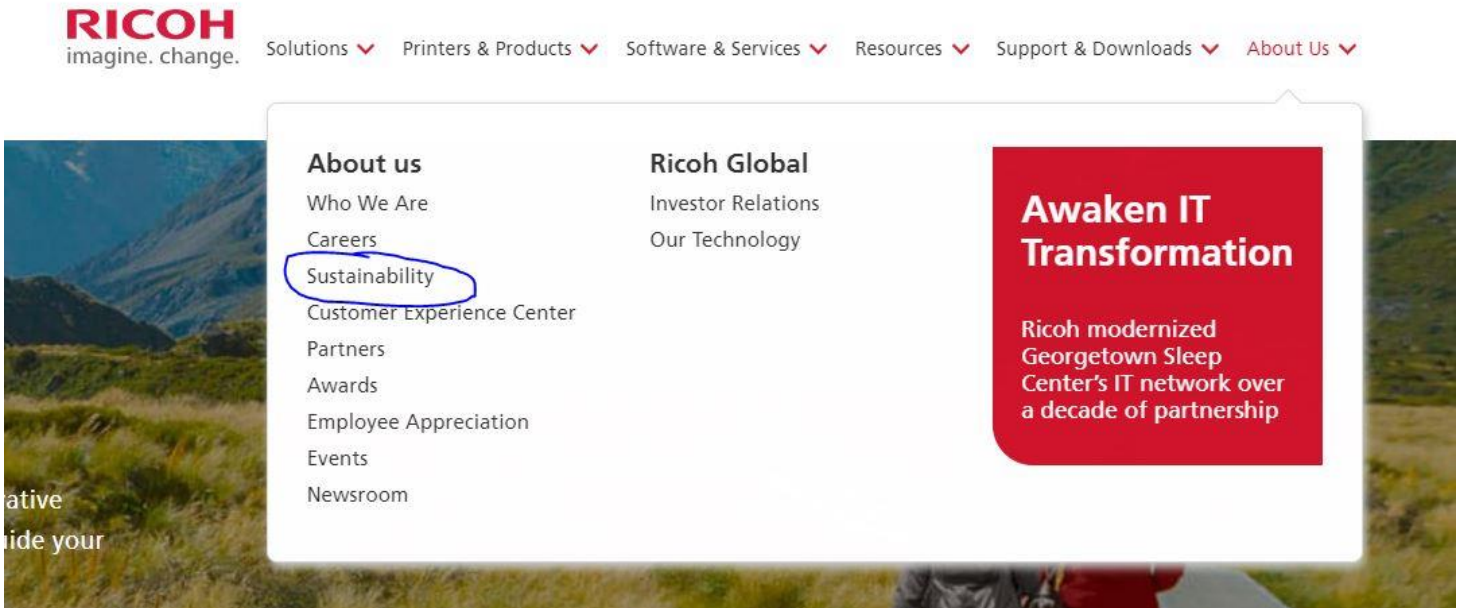 RICOH
imagine. change.
Solutions Printers & Products Software & Services Resources Support & Downloads About Us
About us
Who We Are
Careers
Sustainability
Customer Experience Center
Partners
Awards
Employee Appreciation
Events
Newsroom
Ricoh Global
Investor Relations
Our Technology
Awaken IT
Transformation
Ricoh modernized
Georgetown Sleep
Center's IT network over
a decade of partnership
your